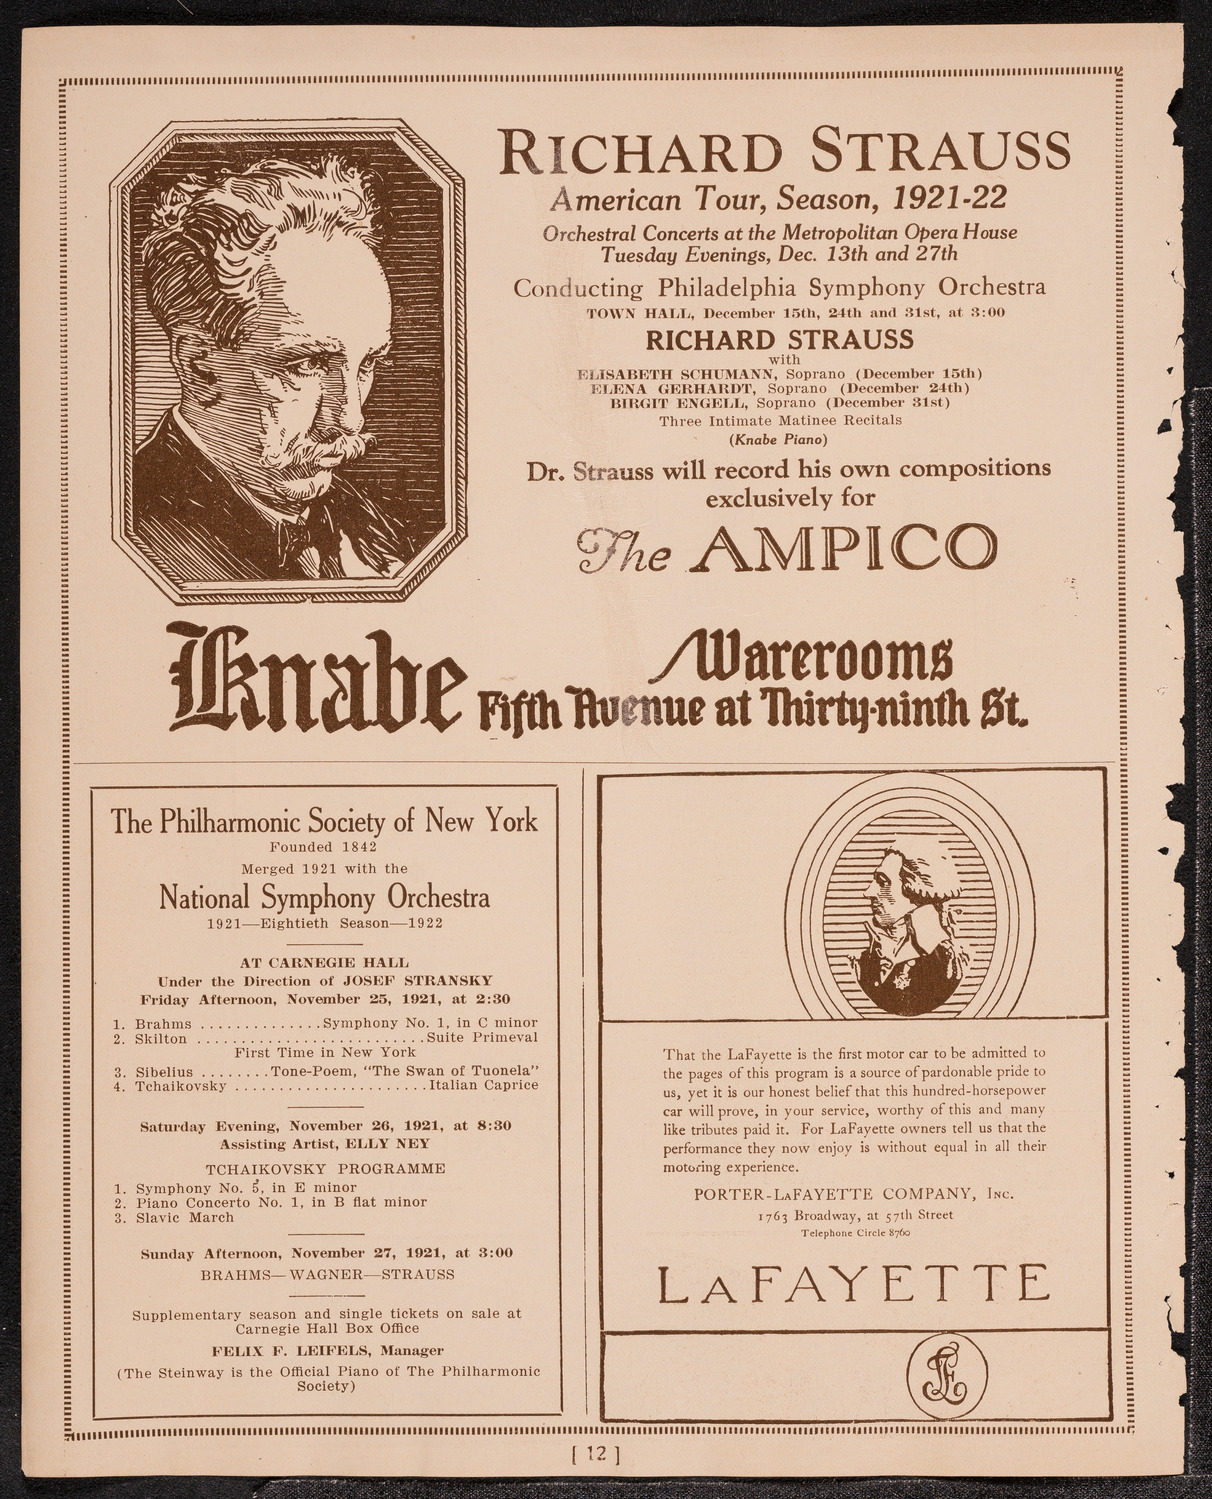 RICHARD STRAUSS
American Tour, Season, 1921-22
Orchestral Concerts at the Metropolitan Opera House
Tuesday Evenings, Dec. 13th and 27th
Conducting Philadelphia Symphony Orchestra
TOWN HALL, December 15th, 24th and 31st, at 3:00
RICHARD STRAUSS
with
ELISABETH SCHUMANN, Soprano (December 15th)
ELENA GERHARDT, Soprano (December 24th)
BIRGIT ENGELL, Soprano (December 31st)
Three Intimate Matinee Recitals
(Knabe Piano)
Dr. Strauss will record his own compositions
exclusively for
The AMPICO
Knabe Warerooms
Fifth Avenue at Thirty-ninth St.
The Philharmonic Society of New York
Founded 1842
Merged 1921 with the
National Symphony Orchestra
1921—Eightieth Season—1922
AT CARNEGIE HALL
Under the Direction of JOSEF STRANSKY
Friday Afternoon, November 25, 1921, at 2:30
1. Brahms ..............Symphony No. 1, in C minor
2. Skilton ..........................Suite Primeval
First Time in New York
3. Sibelius ........Tone-Poem, "The Swan of Tuonela"
4. Tchaikovsky ......................Italian Caprice
Saturday Evening, November 26, 1921, at 8:30
Assisting Artist, ELLY NEY
TCHAIKOVSKY PROGRAMME
1. Symphony No. 5, in E minor
2. Piano Concerto No. 1, in B flat minor
3. Slavic March
Sunday Afternoon, November 27, 1921, at 3:00
BRAHMS—WAGNER—STRAUSS
Supplementary season and single tickets on sale at
Carnegie Hall Box Office
FELIX F. LEIFELS, Manager
(The Steinway is the Official Piano of The Philharmonic
Society)
That the LaFayette is the first motor car to be admitted to
the pages of this program is a source of pardonable pride to
us, yet it is our honest belief that this hundred-horsepower
car will prove, in your service, worthy of this and many
like tributes paid it. For LaFayette owners tell us that the
performance they now enjoy is without equal in all their
motoring experience.
PORTER-LAFAYETTE COMPANY, INC.
1763 Broadway, at 57th Street
Telephone Circle 8760
LAFAYETTE
[ 12 ]